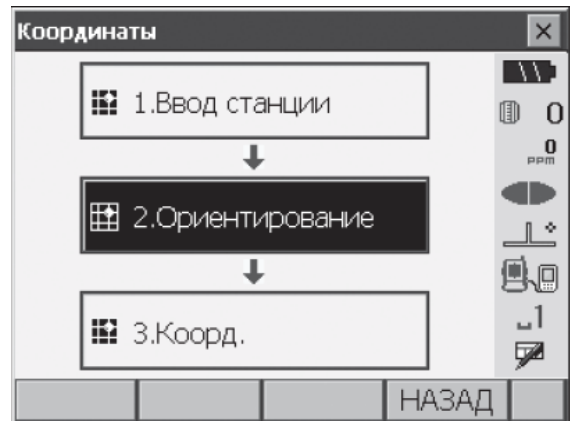 Координаты
1.Ввод станции
0
0
ppm
2.Ориентирование
3.Коорд.
1
НАЗАД